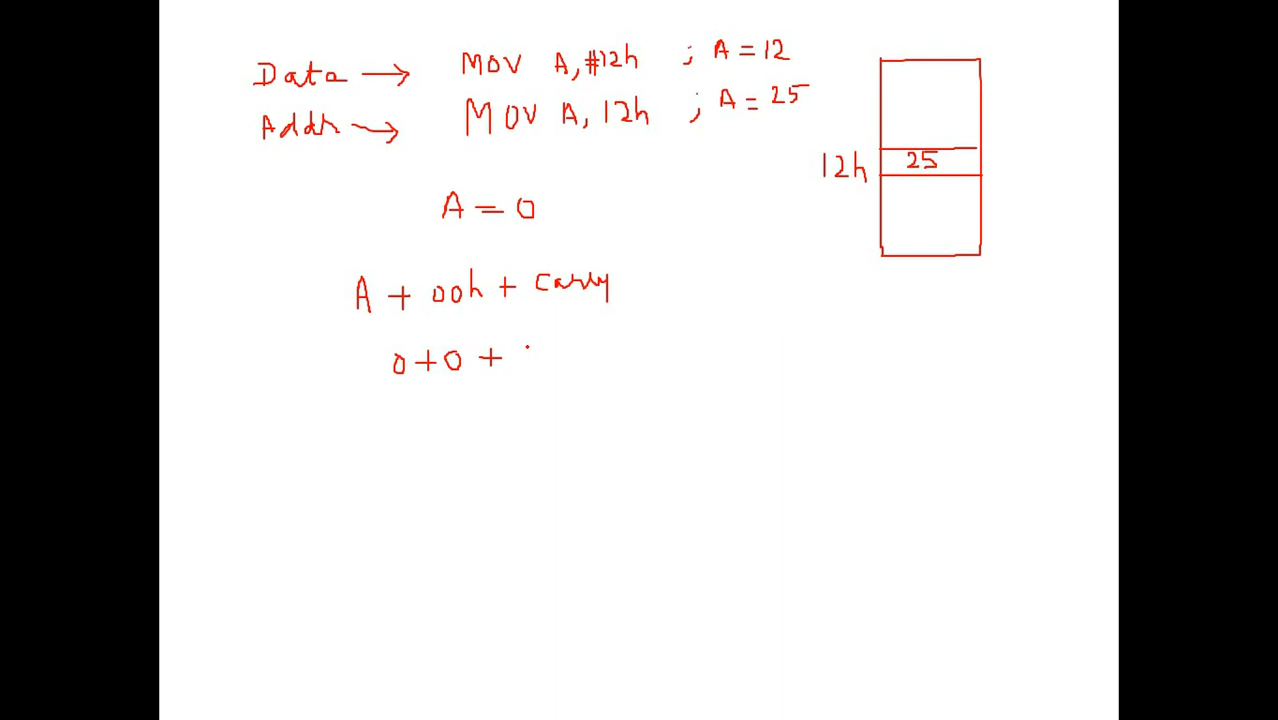 Data → MOV A, #12h ; A = 12
Addr → MOV A, 12h ; A = 25
12h 25
A = 0
A + 00h + Carry
0 + 0 +